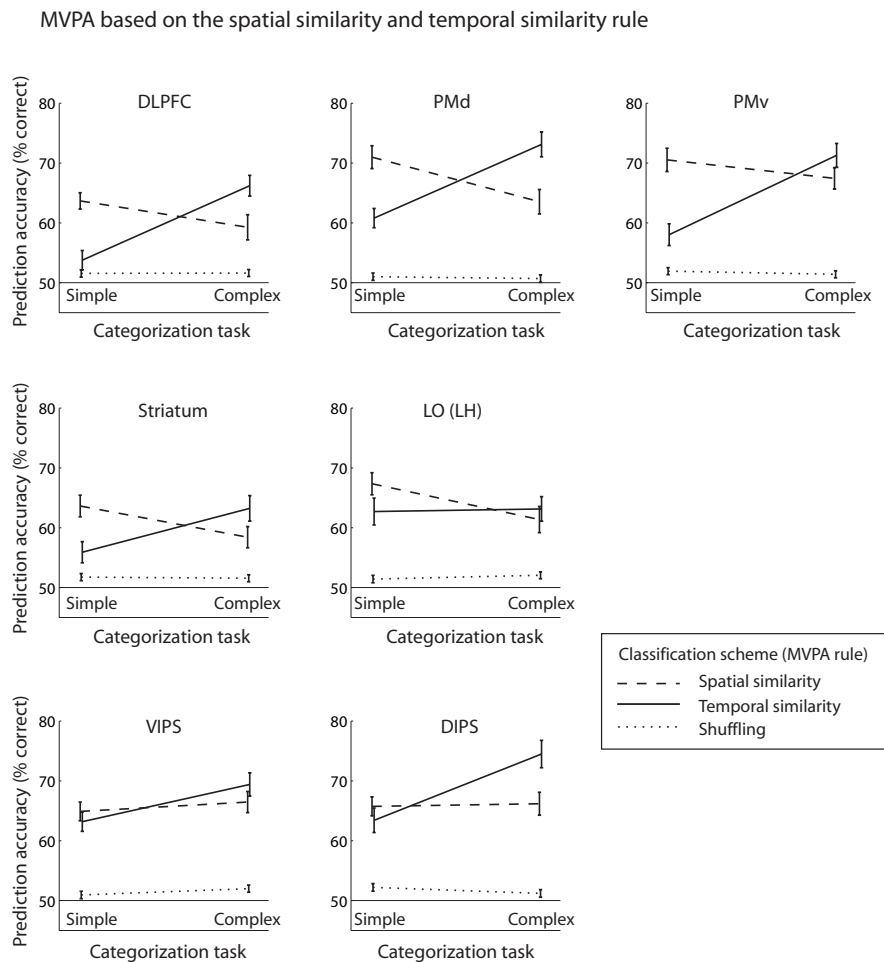 MVPA based on the spatial similarity and temporal similarity rule
DLPFC
PMd
PMv
Prediction accuracy (% correct)
80
70
60
50
Simple
Complex
Categorization task
80
70
60
50
Simple
Complex
Categorization task
80
70
60
50
Simple
Complex
Categorization task
Striatum
LO (LH)
Prediction accuracy (% correct)
80
70
60
50
Simple
Complex
Categorization task
80
70
60
50
Simple
Complex
Categorization task
Classification scheme (MVPA rule)
Spatial similarity
Temporal similarity
Shuffling
VIPS
DIPS
Prediction accuracy (% correct)
80
70
60
50
Simple
Complex
Categorization task
80
70
60
50
Simple
Complex
Categorization task